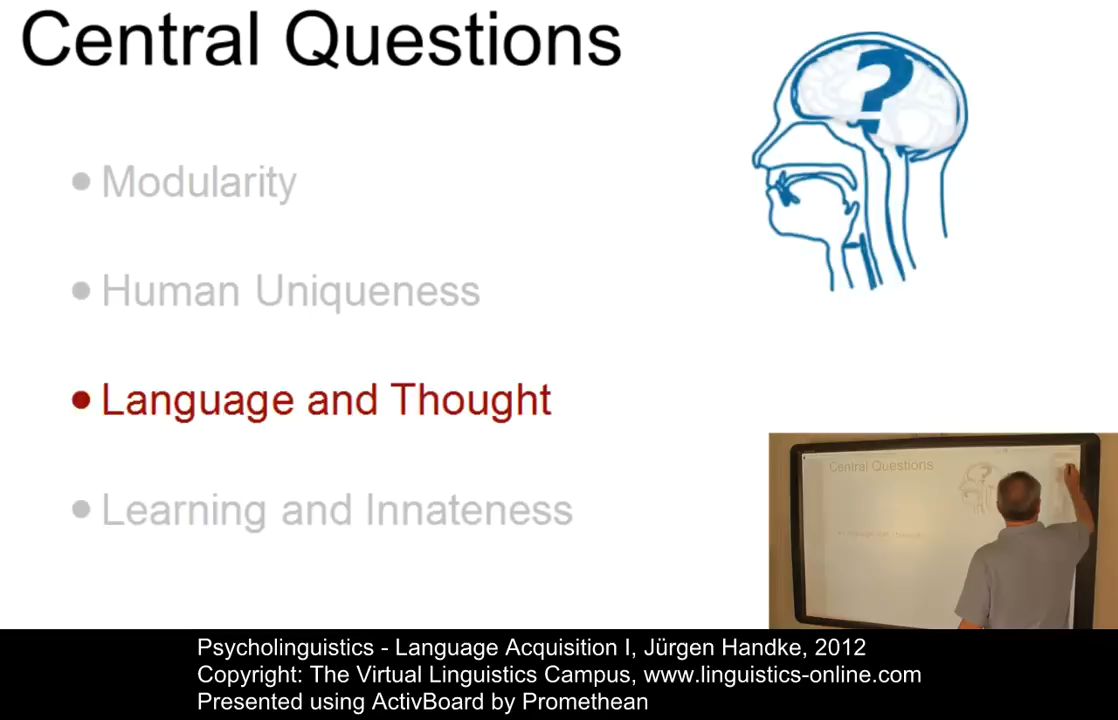 Central Questions
?
• Modularity
• Human Uniqueness
• Language and Thought
• Learning and Innateness
Central Questions
Psycholinguistics - Language Acquisition I, Jürgen Handke, 2012
Copyright: The Virtual Linguistics Campus, www.linguistics-online.com
Presented using ActivBoard by Promethean